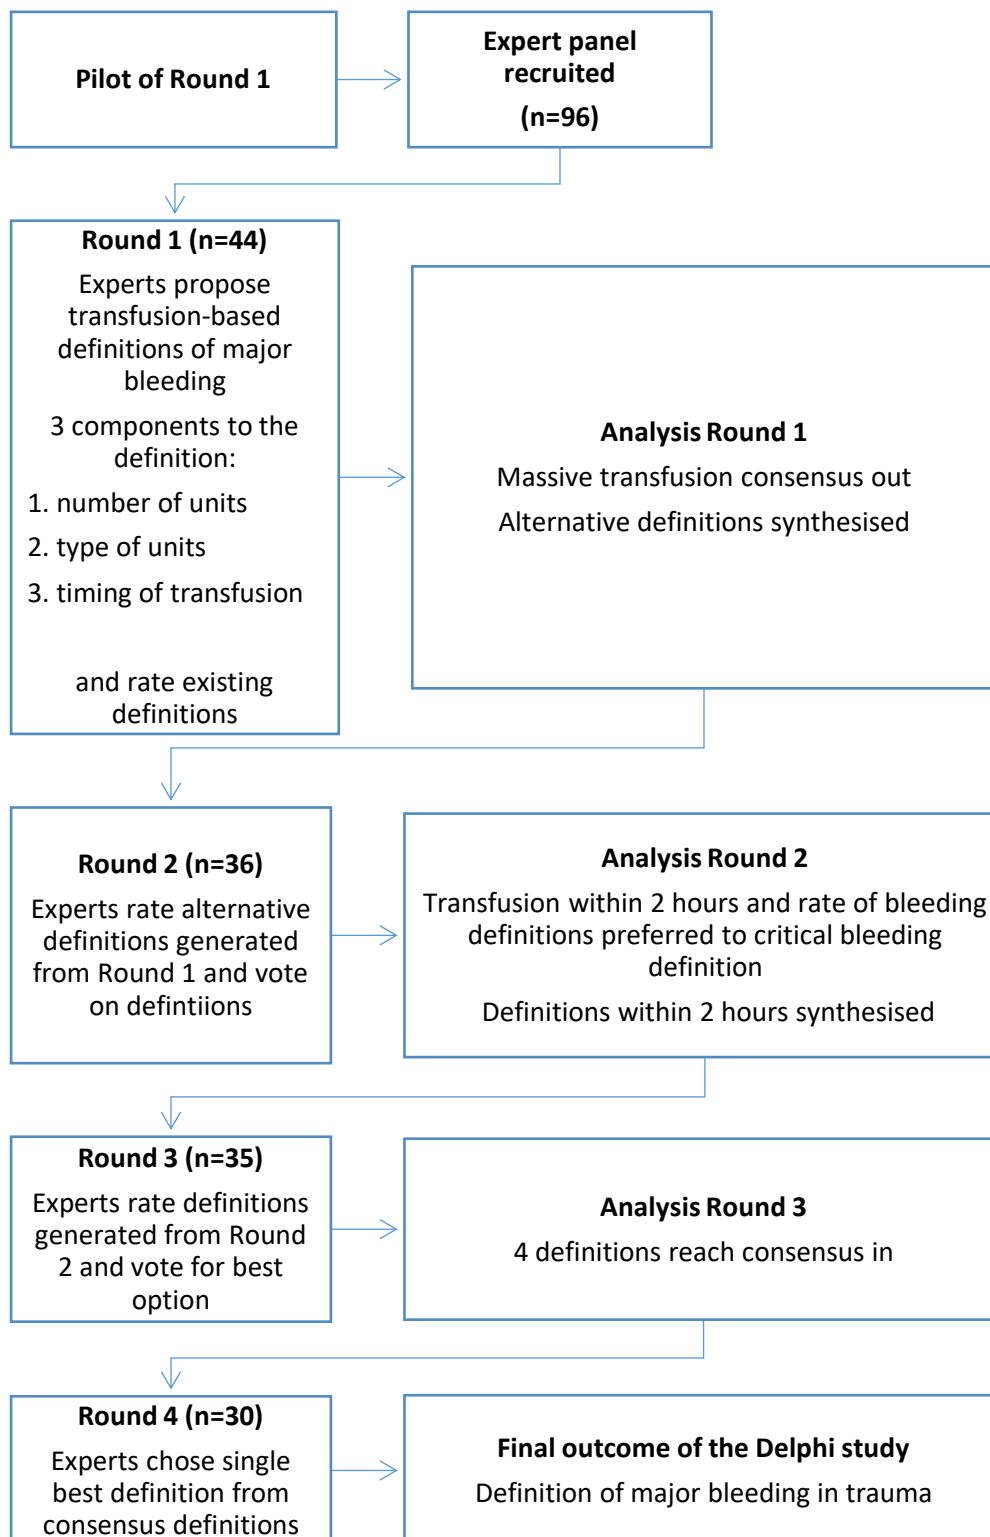 Pilot of Round 1
Expert panel
recruited
(n=96)
Round 1 (n=44)
Experts propose
transfusion-based
definitions of major
bleeding
3 components to the
definition:
1. number of units
2. type of units
3. timing of transfusion
and rate existing
definitions
Analysis Round 1
Massive transfusion consensus out
Alternative definitions synthesised
Round 2 (n=36)
Experts rate alternative
definitions generated
from Round 1 and vote
on defintiions
Analysis Round 2
Transfusion within 2 hours and rate of bleeding
definitions preferred to critical bleeding
definition
Definitions within 2 hours synthesised
Round 3 (n=35)
Experts rate definitions
generated from Round
2 and vote for best
option
Analysis Round 3
4 definitions reach consensus in
Round 4 (n=30)
Experts chose single
best definition from
consensus definitions
Final outcome of the Delphi study
Definition of major bleeding in trauma